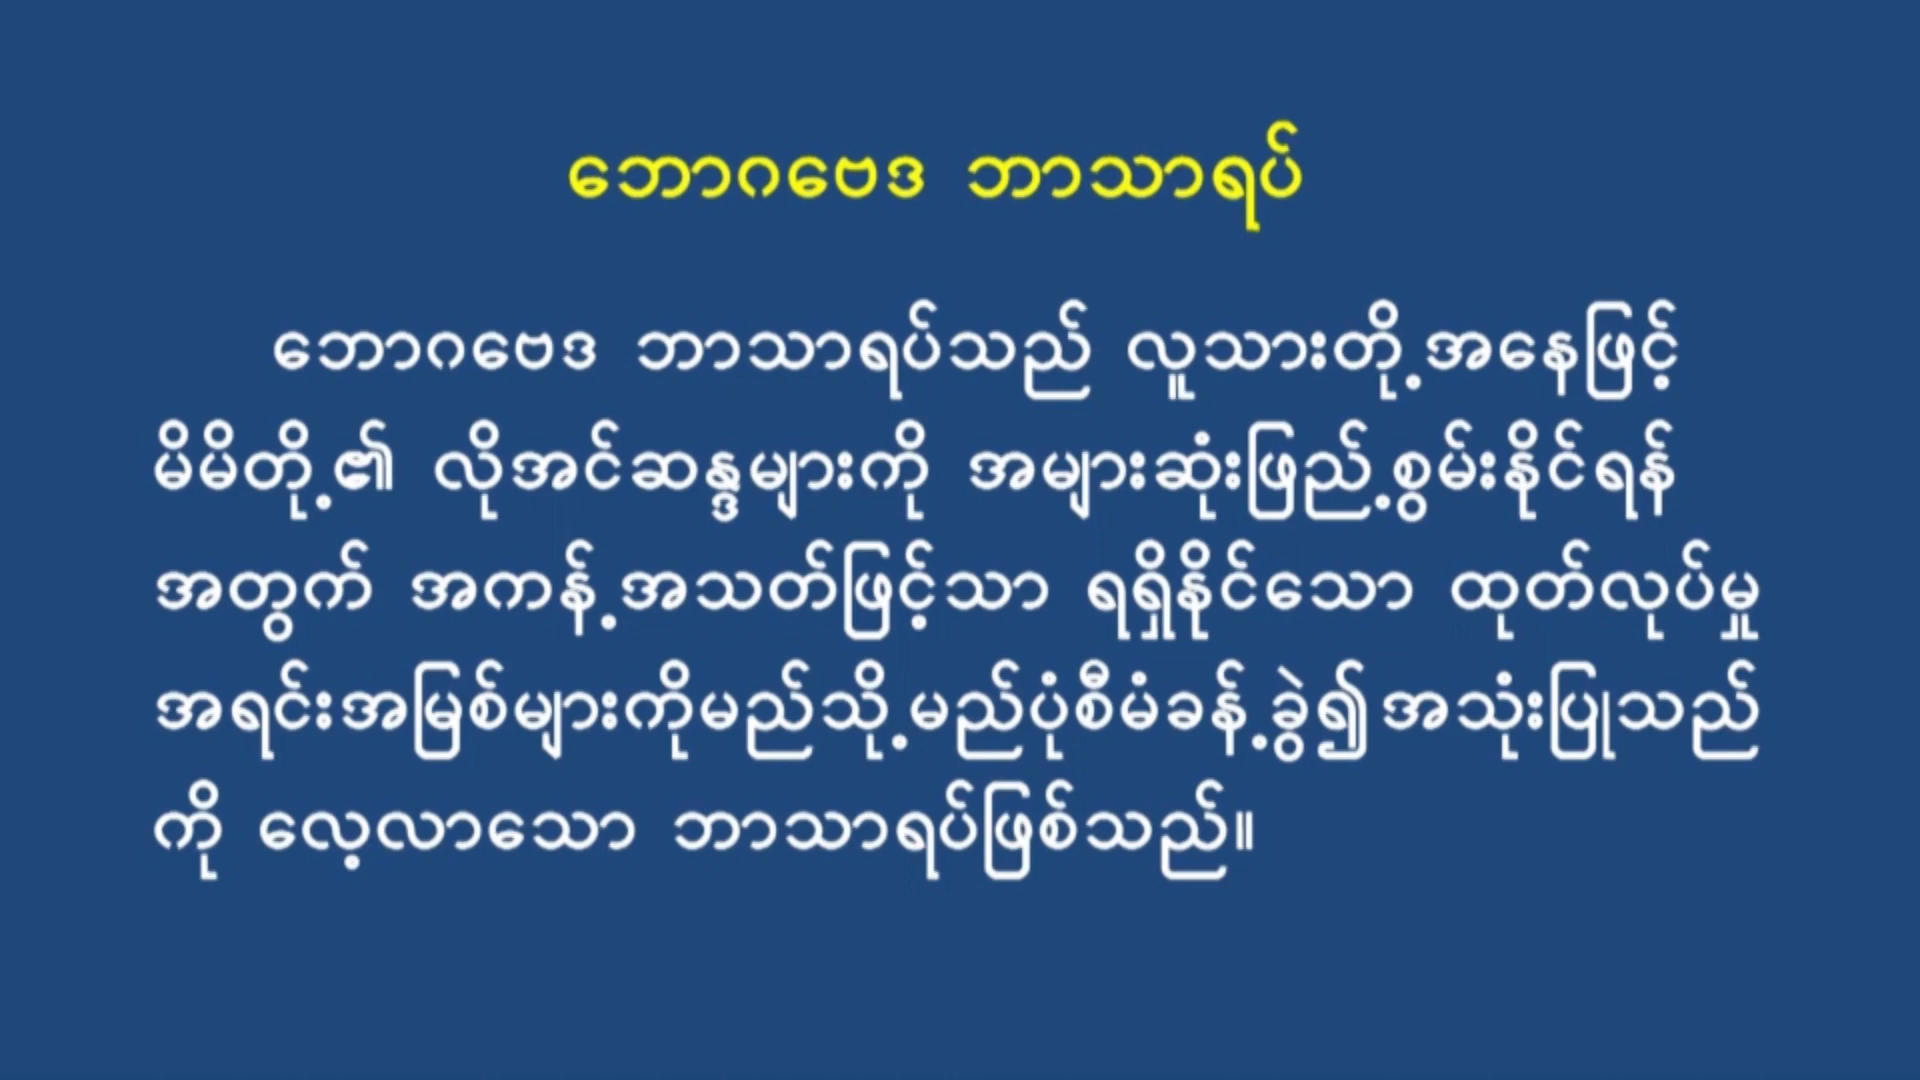 ဘောဂဗေဒ ဘာသာရပ်
ဘောဂဗေဒ ဘာသာရပ်သည် လူသားတို့အနေဖြင့်
မိမိတို့၏ လိုအင်ဆန္ဒများကို အများဆုံးဖြည့်စွမ်းနိုင်ရန်
အတွက် အကန့်အသတ်ဖြင့်သာ ရရှိနိုင်သော ထုတ်လုပ်မှု
အရင်းအမြစ်များကိုမည်သို့မည်ပုံစီမံခန့်ခွဲ၍အသုံးပြုသည်
ကို လေ့လာသော ဘာသာရပ်ဖြစ်သည်။